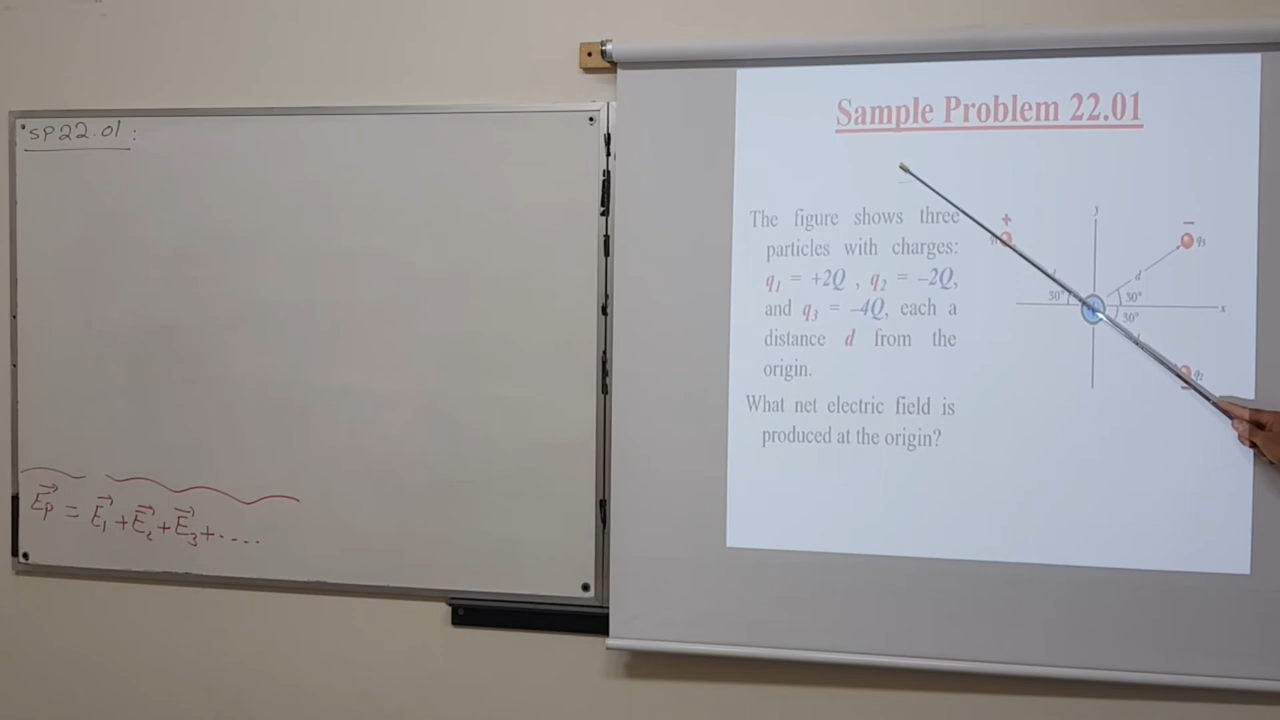 SP22.01:
E⃗p = E⃗1 + E⃗2 + E⃗3 + ....
Sample Problem 22.01
The figure shows three
particles with charges:
q1 = +2Q , q2 = –2Q,
and q3 = –4Q, each a
distance d from the
origin.
What net electric field is
produced at the origin?
+
y
–
q3
d
30°
30°
x
30°
q2
–